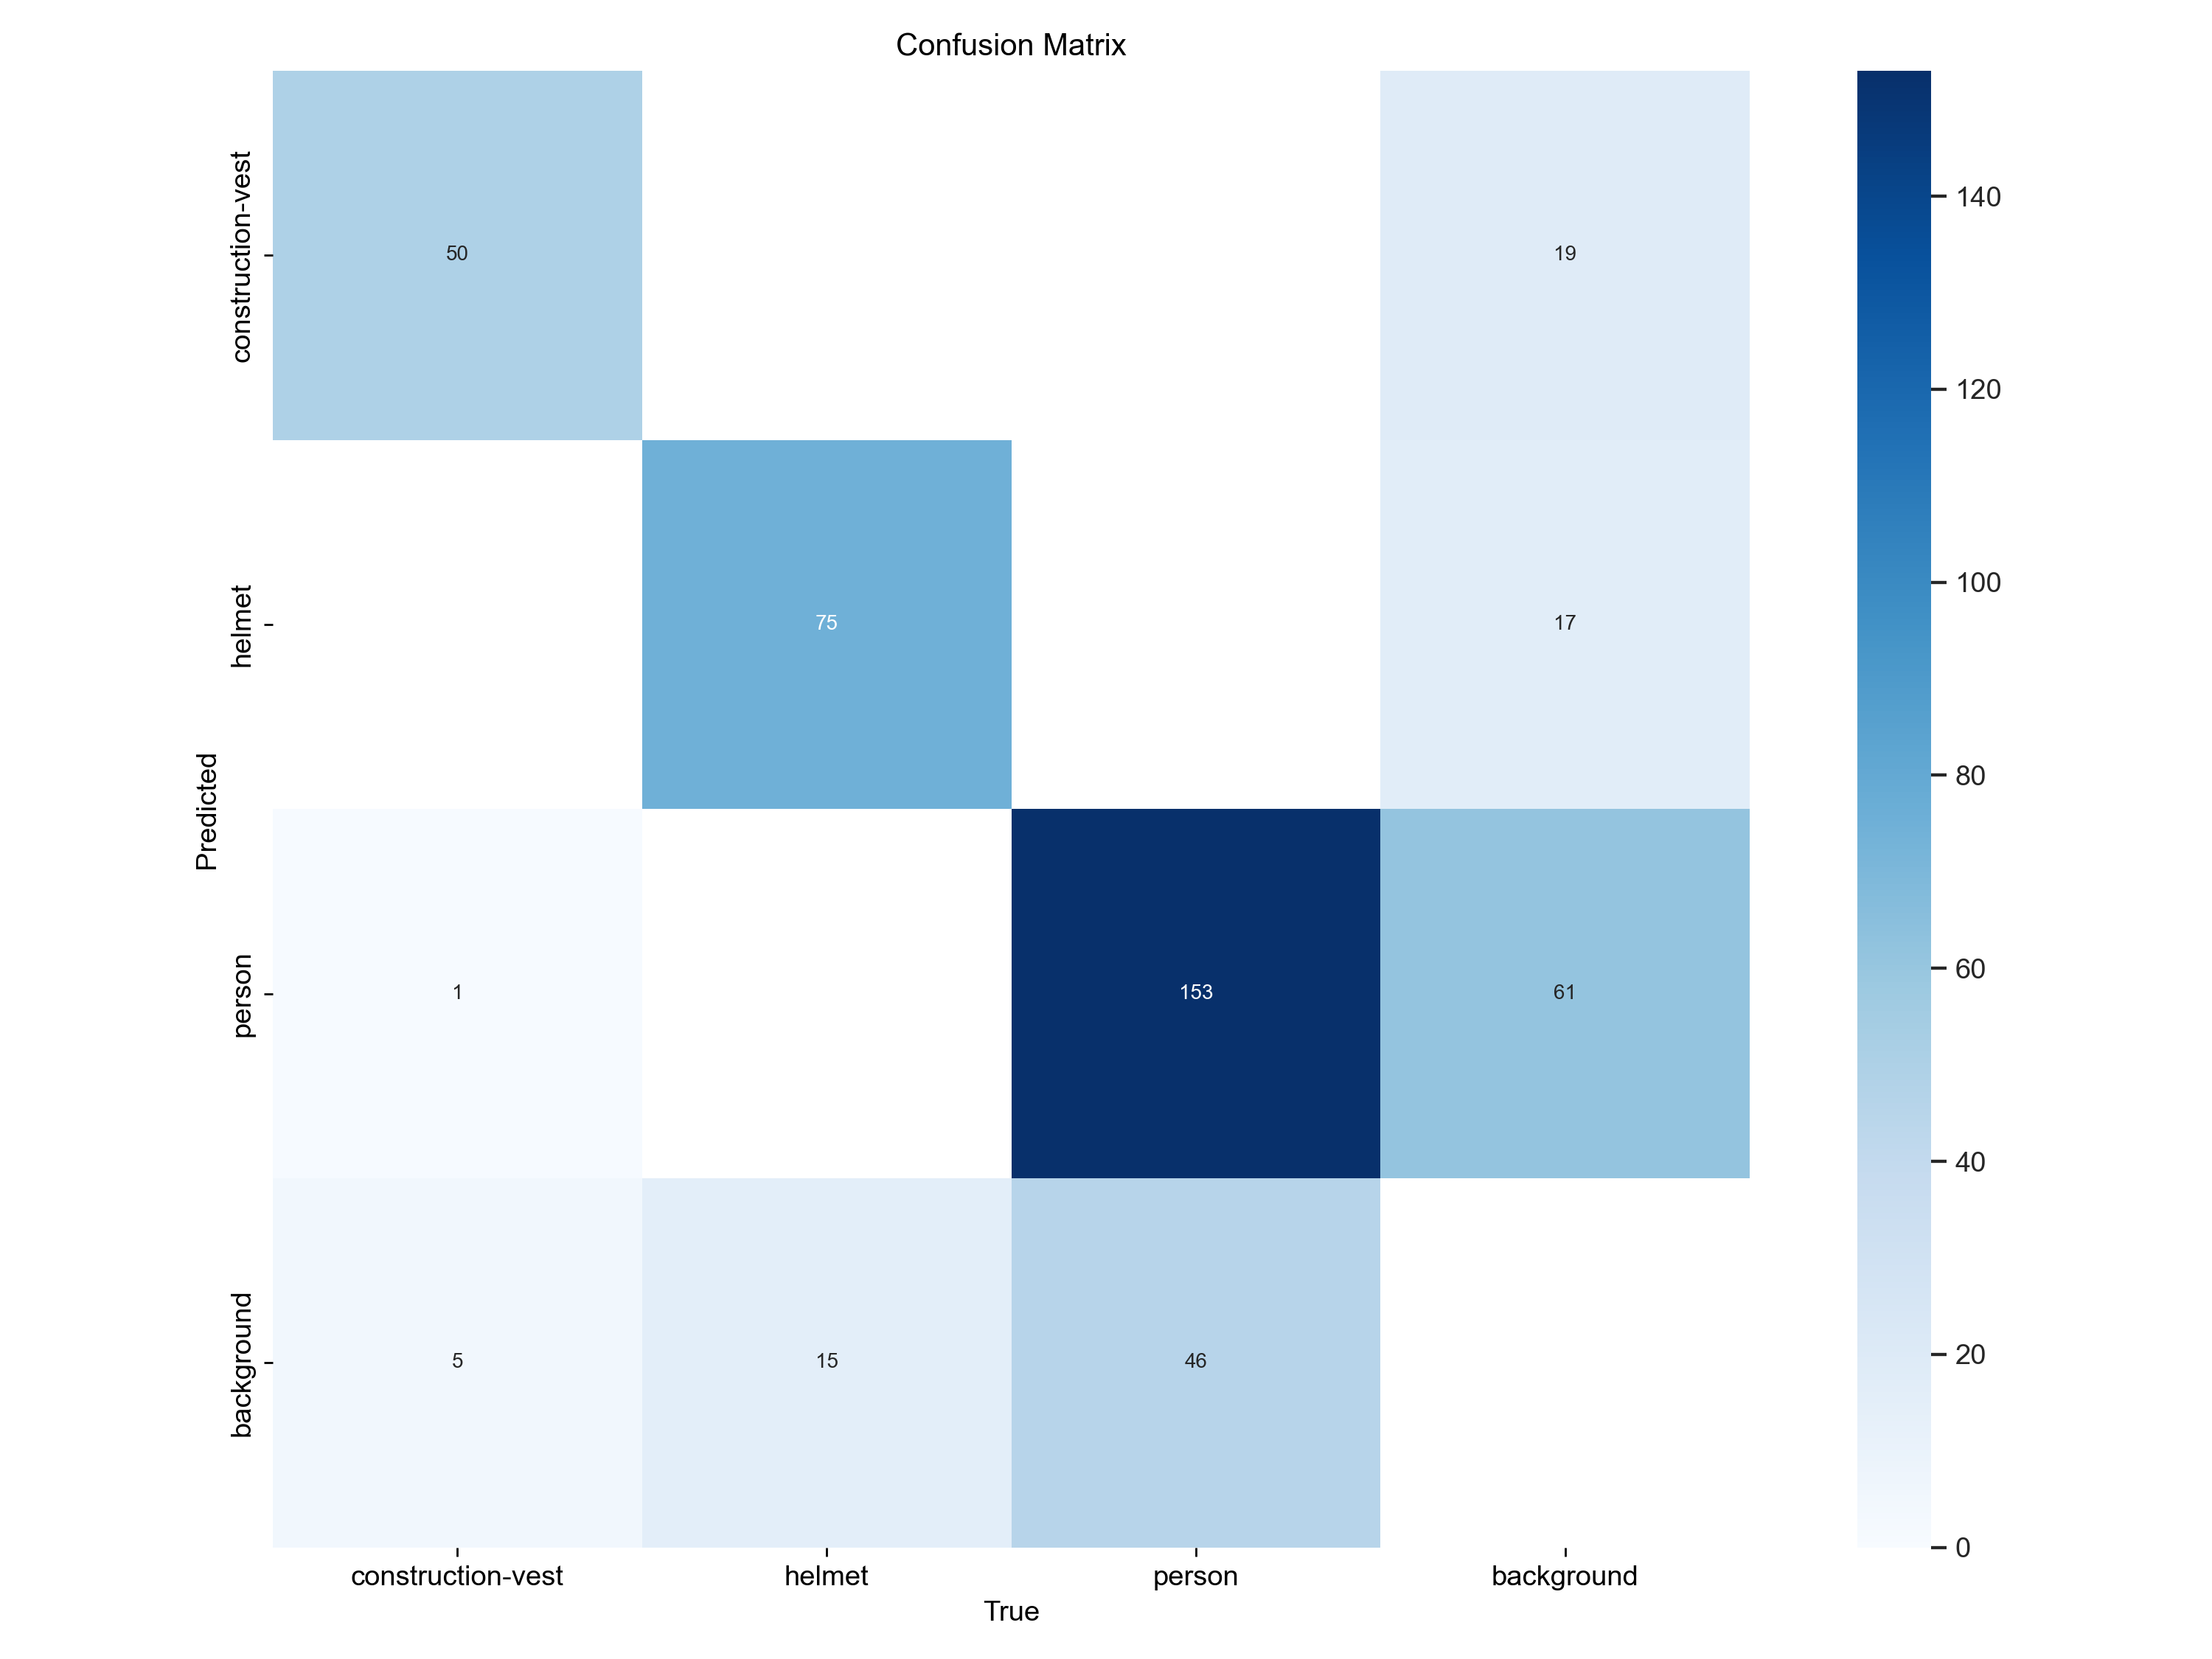 Confusion Matrix
construction-vest
50
19
140
120
helmet
75
17
100
80
Predicted
person
1
153
61
60
40
background
5
15
46
20
0
construction-vest
helmet
person
background
True